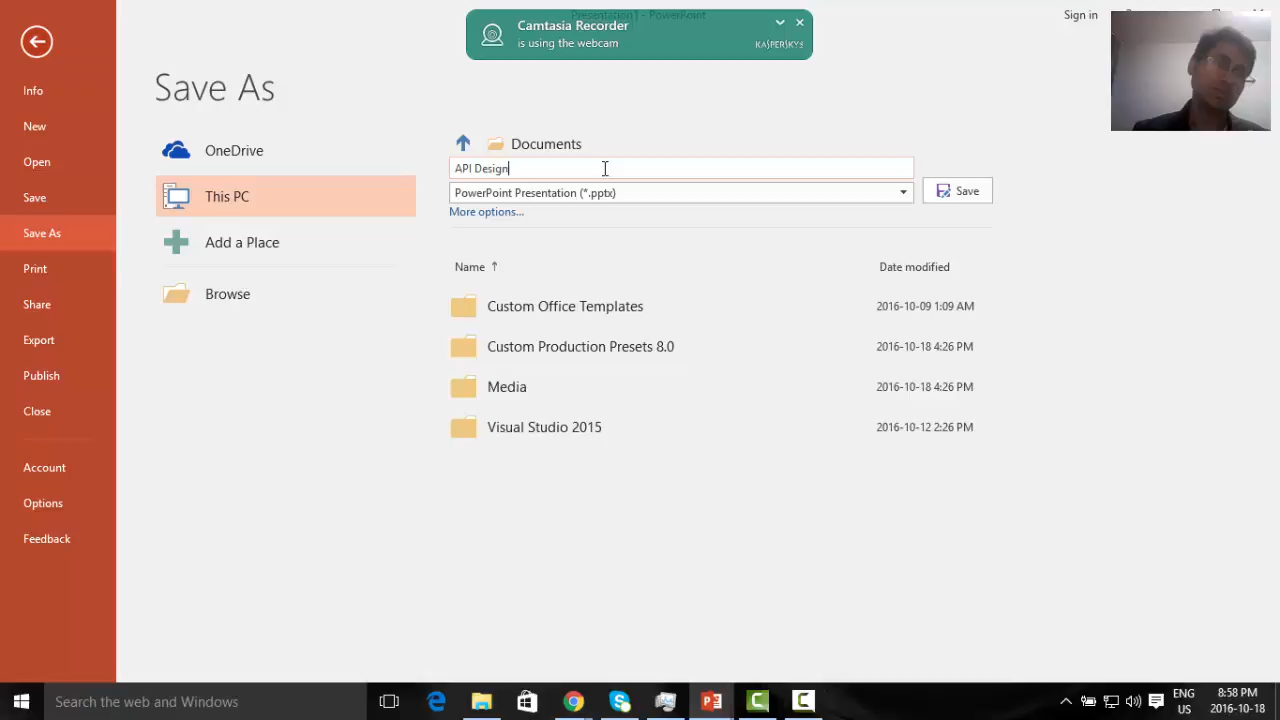 Presentation1 - PowerPoint
Sign in
Camtasia Recorder
is using the webcam
KASPERSKY
Info
New
Open
Save
Save As
Print
Share
Export
Publish
Close
Account
Options
Feedback
Save As
OneDrive
This PC
Add a Place
Browse
Documents
API Design
PowerPoint Presentation (*.pptx)
Save
More options...
Name ↑ Date modified
Custom Office Templates 2016-10-09 1:09 AM
Custom Production Presets 8.0 2016-10-18 4:26 PM
Media 2016-10-18 4:26 PM
Visual Studio 2015 2016-10-12 2:26 PM
Search the web and Windows
ENG
US
8:58 PM
2016-10-18